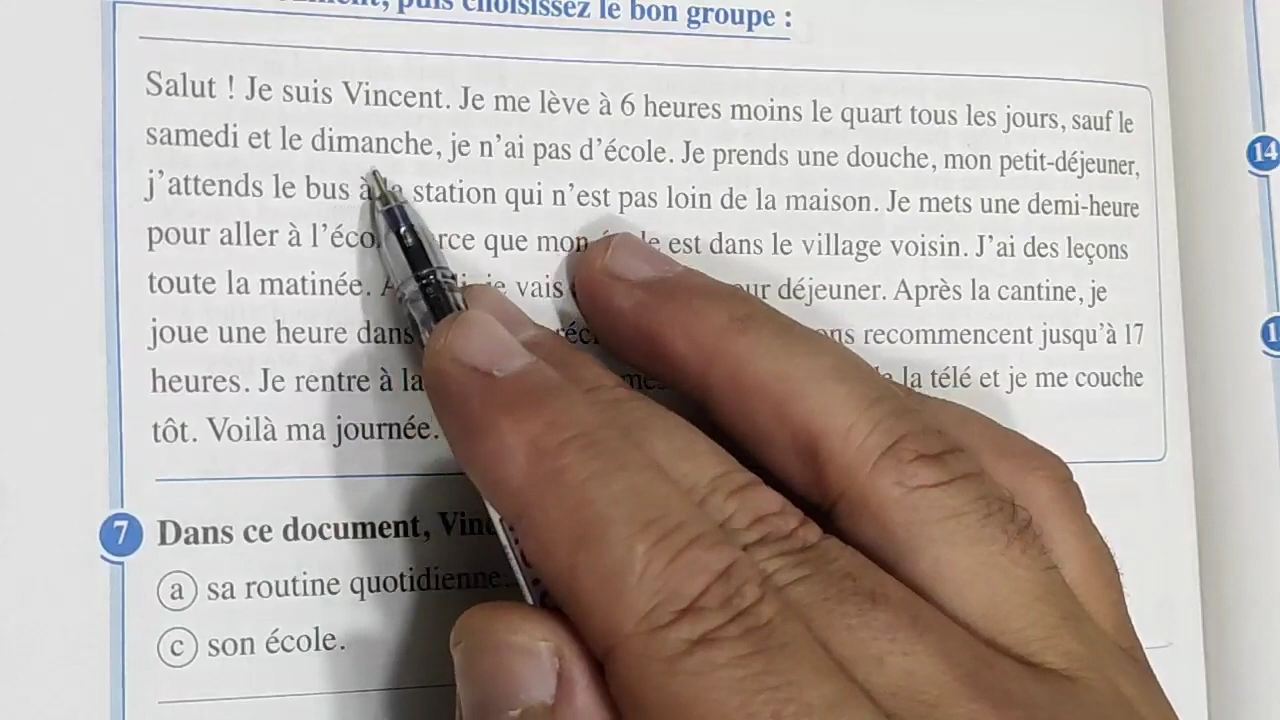 puis choisissez le bon groupe :
Salut ! Je suis Vincent. Je me lève à 6 heures moins le quart tous les jours, sauf le
samedi et le dimanche, je n'ai pas d'école. Je prends une douche, mon petit-déjeuner,
j'attends le bus à la station qui n'est pas loin de la maison. Je mets une demi-heure
pour aller à l'école parce que mon école est dans le village voisin. J'ai des leçons
toute la matinée. je vais déjeuner. Après la cantine, je
joue une heure dans recommencent jusqu'à 17
heures. Je rentre à la la télé et je me couche
tôt. Voilà ma journée.
7 Dans ce document,
a sa routine quotidienne.
c son école.
14